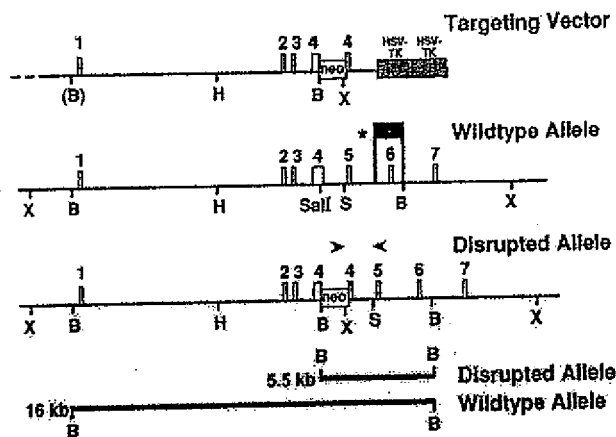 Targeting Vector
1 2 3 4 4 HSV-TK HSV-TK
neo
(B) H B X
* Wildtype Allele
1 2 3 4 5 6 7
X B H SalI S B X
Disrupted Allele
1 2 3 4 4 5 6 7
neo
X B H B X S B X
B B
5.5 kb Disrupted Allele
16 kb Wildtype Allele
B B